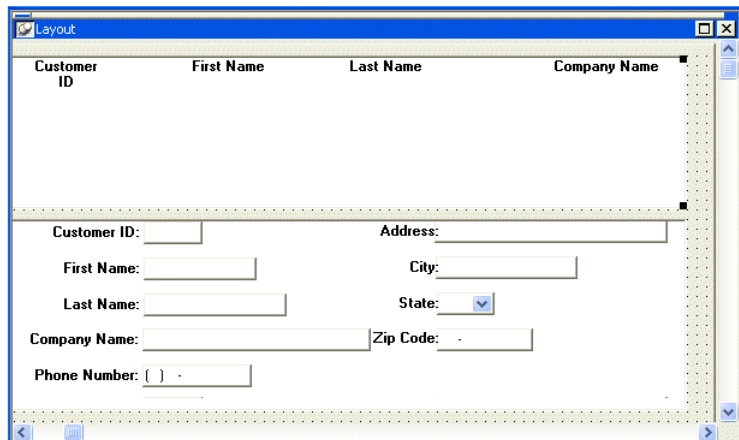 Layout
Customer ID First Name Last Name Company Name
Customer ID: Address:
First Name: City:
Last Name: State:
Company Name: Zip Code: -
Phone Number: ( ) -